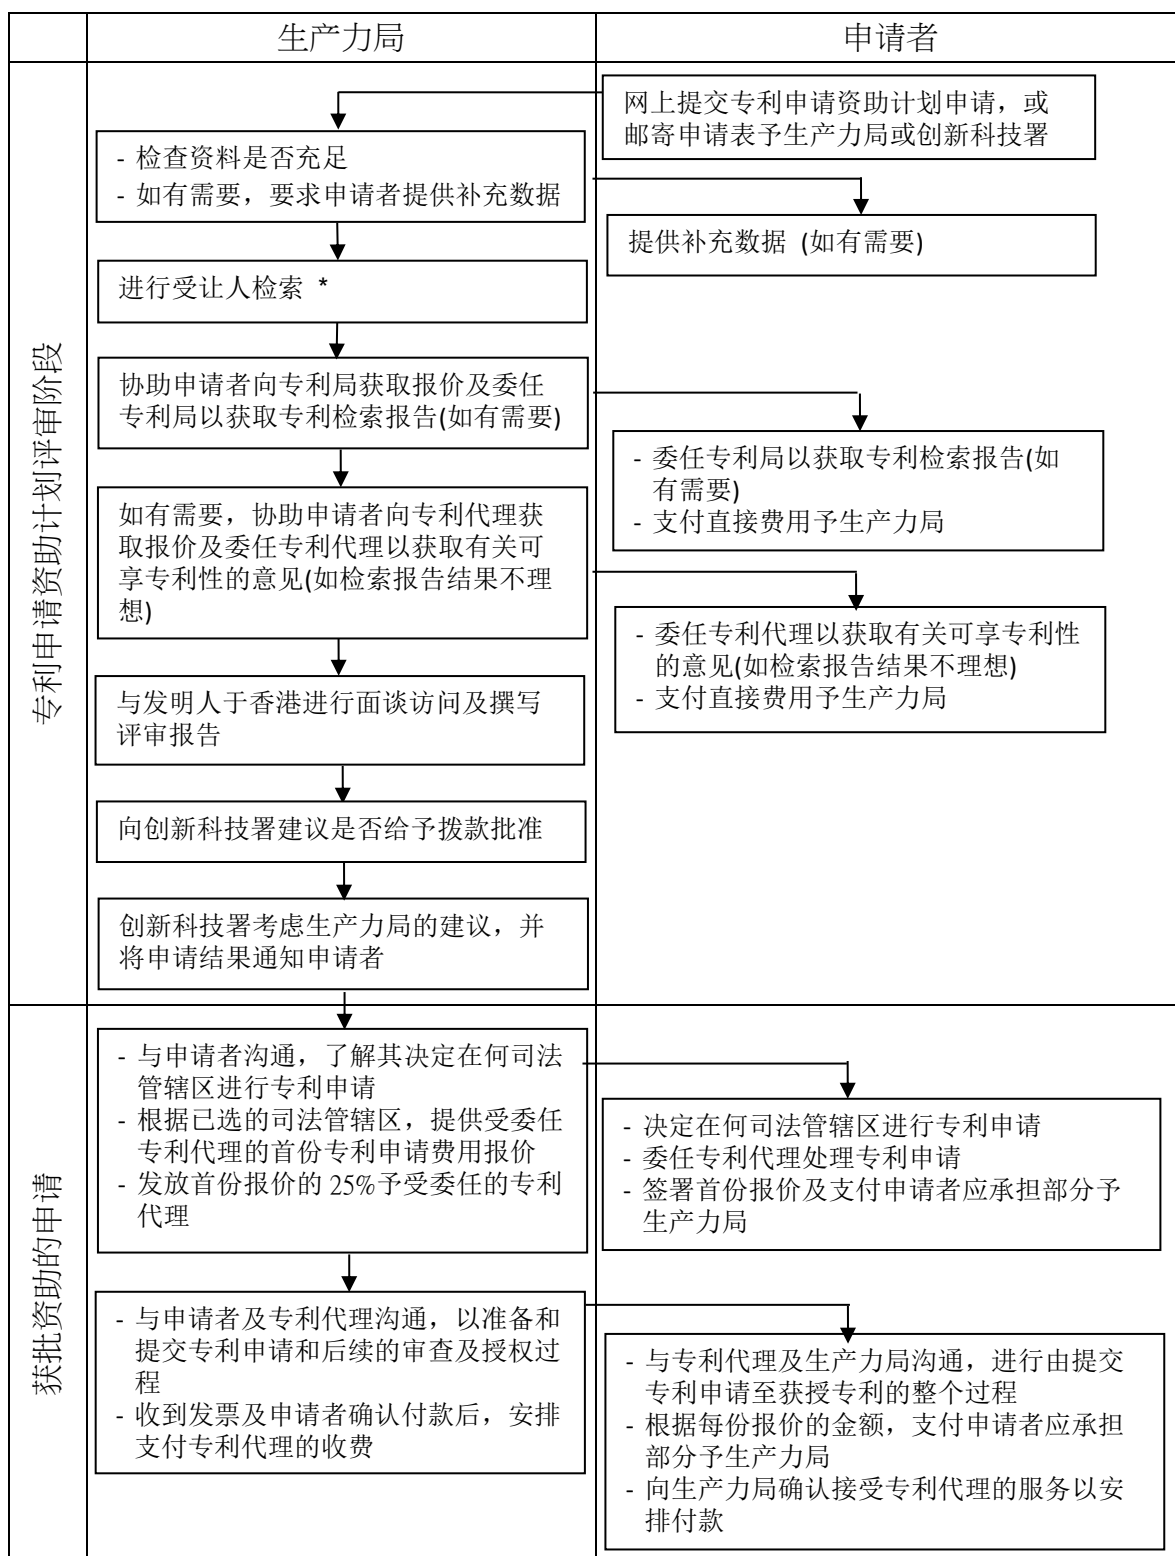 生产力局
申请者
专利申请资助计划评审阶段
网上提交专利申请资助计划申请，或
邮寄申请表予生产力局或创新科技署
- 检查资料是否充足
- 如有需要，要求申请者提供补充数据
提供补充数据 (如有需要)
进行受让人检索 *
协助申请者向专利局获取报价及委任
专利局以获取专利检索报告(如有需要)
- 委任专利局以获取专利检索报告(如
有需要)
- 支付直接费用予生产力局
如有需要，协助申请者向专利代理获
取报价及委任专利代理以获取有关可
享专利性的意见(如检索报告结果不理
想)
- 委任专利代理以获取有关可享专利性
的意见(如检索报告结果不理想)
- 支付直接费用予生产力局
与发明人于香港进行面谈访问及撰写
评审报告
向创新科技署建议是否给予拨款批准
创新科技署考虑生产力局的建议，并
将申请结果通知申请者
获批资助的申请
- 与申请者沟通，了解其决定在何司法
管辖区进行专利申请
- 根据已选的司法管辖区，提供受委任
专利代理的首份专利申请费用报价
- 发放首份报价的 25%予受委任的专利
代理
- 决定在何司法管辖区进行专利申请
- 委任专利代理处理专利申请
- 签署首份报价及支付申请者应承担部分予
生产力局
- 与申请者及专利代理沟通，以准备和
提交专利申请和后续的审查及授权过
程
- 收到发票及申请者确认付款后，安排
支付专利代理的收费
- 与专利代理及生产力局沟通，进行由提交
专利申请至获授专利的整个过程
- 根据每份报价的金额，支付申请者应承担
部分予生产力局
- 向生产力局确认接受专利代理的服务以安
排付款